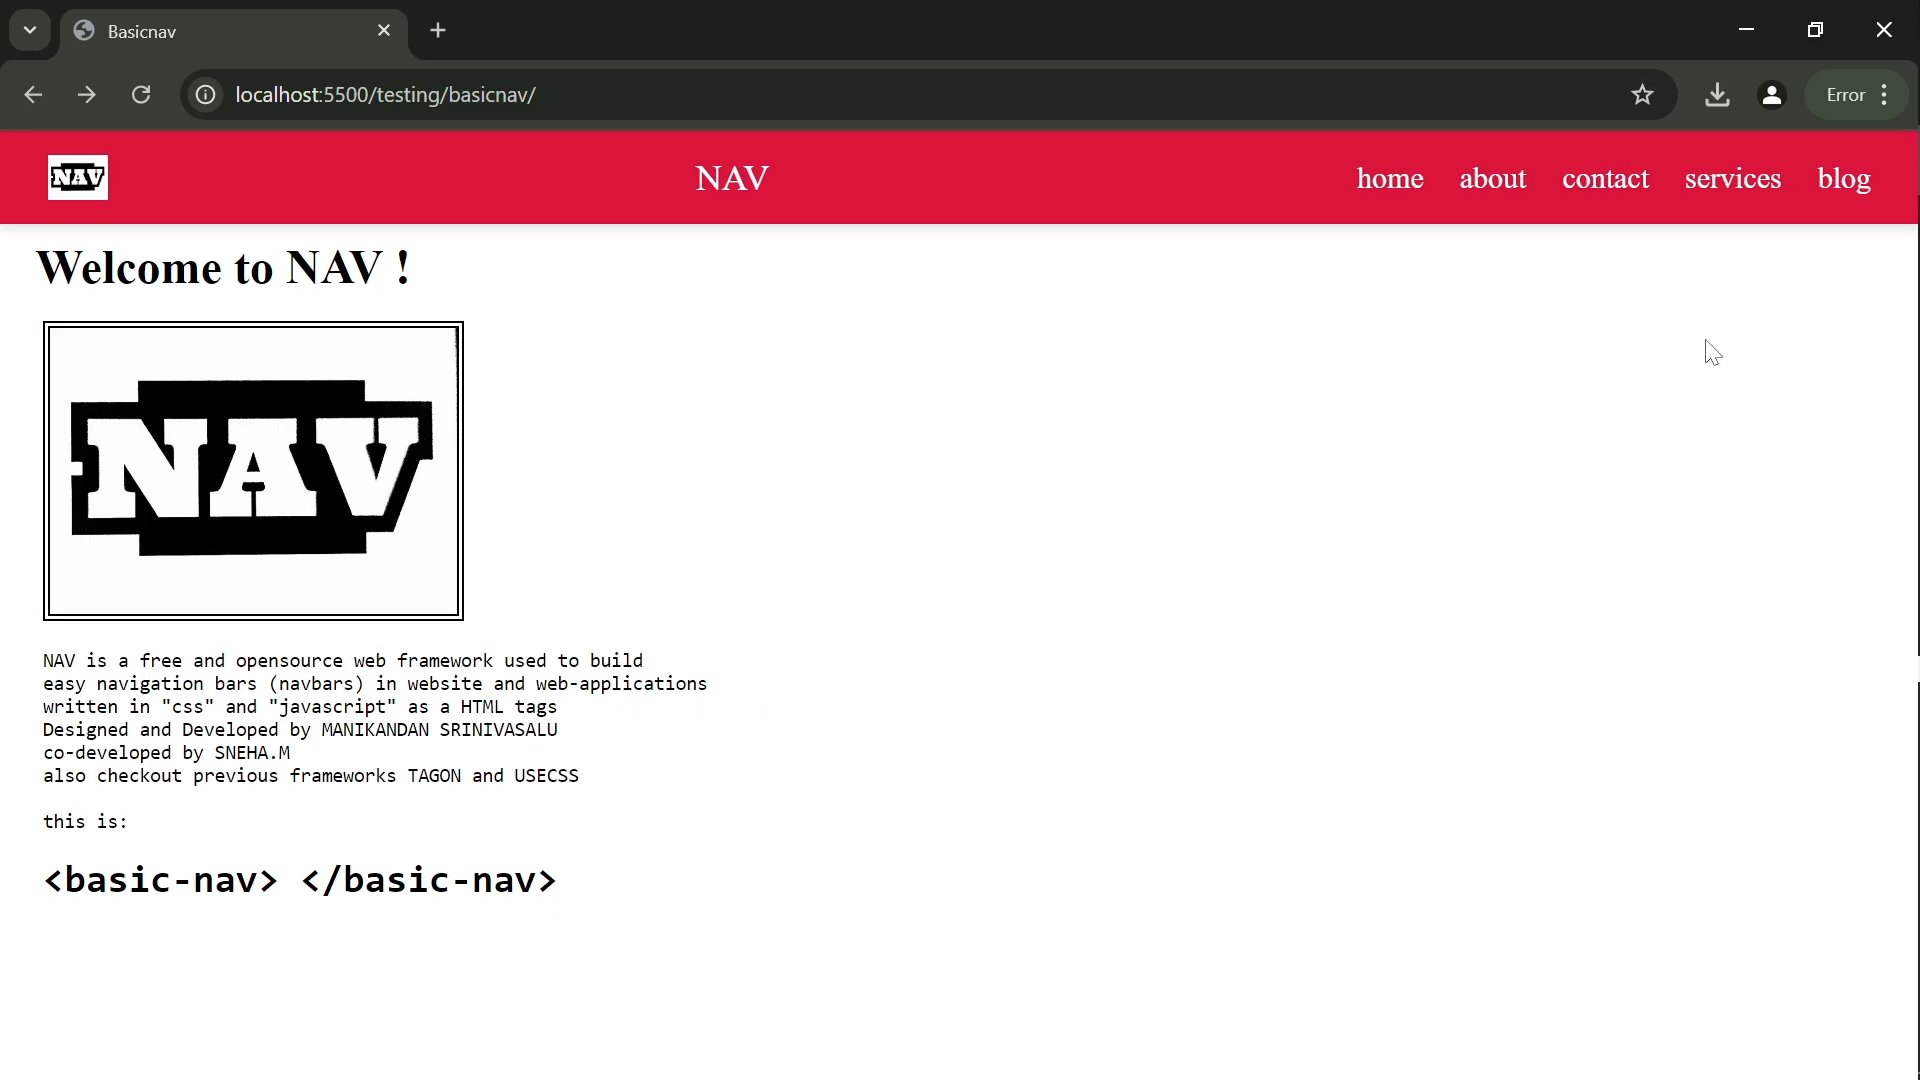 Basicnav
localhost:5500/testing/basicnav/
Error
NAV
NAV
home about contact services blog
Welcome to NAV !
NAV
NAV is a free and opensource web framework used to build
easy navigation bars (navbars) in website and web-applications
written in "css" and "javascript" as a HTML tags
Designed and Developed by MANIKANDAN SRINIVASALU
co-developed by SNEHA.M
also checkout previous frameworks TAGON and USECSS
this is:
<basic-nav> </basic-nav>